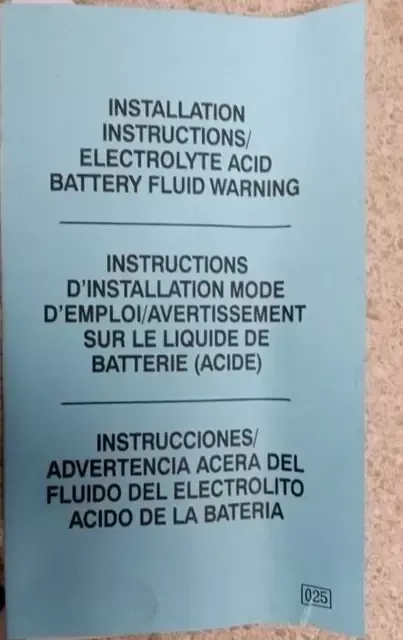 INSTALLATION
INSTRUCTIONS/
ELECTROLYTE ACID
BATTERY FLUID WARNING
INSTRUCTIONS
D'INSTALLATION MODE
D'EMPLOI/AVERTISSEMENT
SUR LE LIQUIDE DE
BATTERIE (ACIDE)
INSTRUCCIONES/
ADVERTENCIA ACERA DEL
FLUIDO DEL ELECTROLITO
ACIDO DE LA BATERIA
025